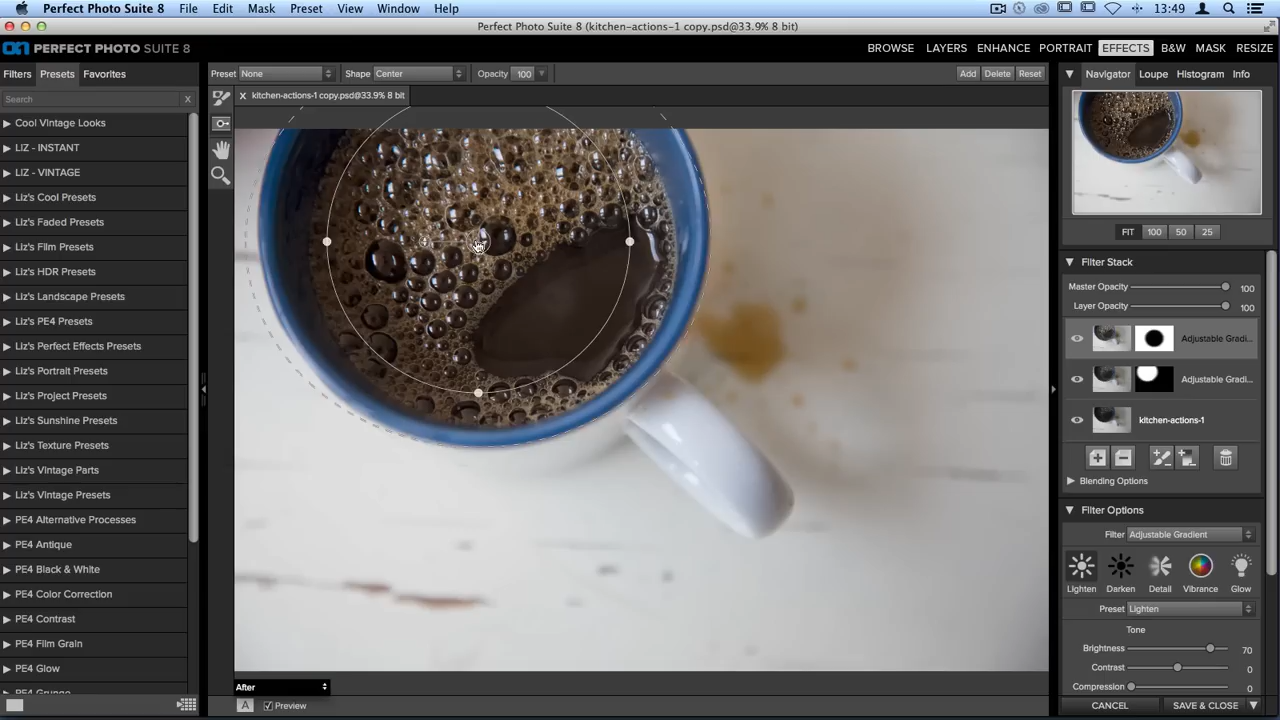 Perfect Photo Suite 8 File Edit Mask Preset View Window Help 13:49
Perfect Photo Suite 8 (kitchen-actions-1 copy.psd@33.9% 8 bit)
on PERFECT PHOTO SUITE 8 BROWSE LAYERS ENHANCE PORTRAIT EFFECTS B&W MASK RESIZE
Filters Presets Favorites
Preset None Shape Center Opacity 100 Add Delete Reset
Navigator Loupe Histogram Info
Search X
X kitchen-actions-1 copy.psd@33.9% 8 bit
Cool Vintage Looks
LIZ - INSTANT
LIZ - VINTAGE
Liz's Cool Presets
Liz's Faded Presets
Liz's Film Presets
Liz's HDR Presets
Liz's Landscape Presets
Liz's PE4 Presets
Liz's Perfect Effects Presets
Liz's Portrait Presets
Liz's Project Presets
Liz's Sunshine Presets
Liz's Texture Presets
Liz's Vintage Parts
Liz's Vintage Presets
PE4 Alternative Processes
PE4 Antique
PE4 Black & White
PE4 Color Correction
PE4 Contrast
PE4 Film Grain
PE4 Glow
PE4 Grunge
After
A Preview
FIT 100 50 25
Filter Stack
Master Opacity 100
Layer Opacity 100
Adjustable Gradi...
Adjustable Gradi...
kitchen-actions-1
Blending Options
Filter Options
Filter Adjustable Gradient
Lighten Darken Detail Vibrance Glow
Preset Lighten
Tone
Brightness 70
Contrast 0
Compression 0
CANCEL SAVE & CLOSE